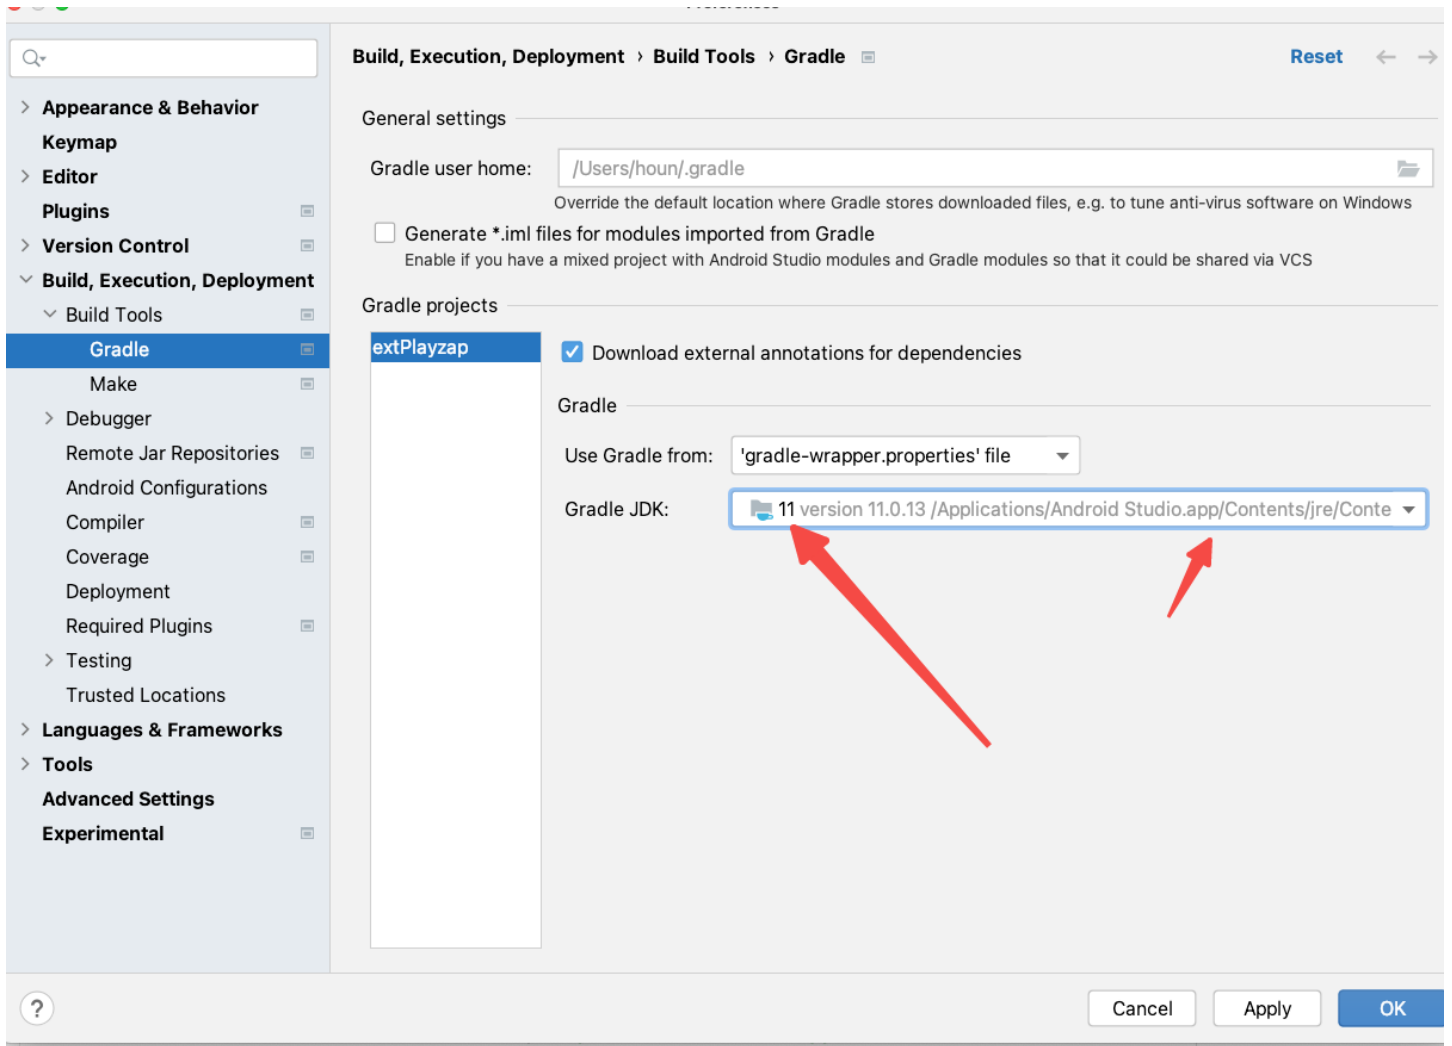 Build, Execution, Deployment › Build Tools › Gradle
Reset
Appearance & Behavior
Keymap
Editor
Plugins
Version Control
Build, Execution, Deployment
Build Tools
Gradle
Make
Debugger
Remote Jar Repositories
Android Configurations
Compiler
Coverage
Deployment
Required Plugins
Testing
Trusted Locations
Languages & Frameworks
Tools
Advanced Settings
Experimental
General settings
Gradle user home: /Users/houn/.gradle
Override the default location where Gradle stores downloaded files, e.g. to tune anti-virus software on Windows
Generate *.iml files for modules imported from Gradle
Enable if you have a mixed project with Android Studio modules and Gradle modules so that it could be shared via VCS
Gradle projects
extPlayzap
Download external annotations for dependencies
Gradle
Use Gradle from: 'gradle-wrapper.properties' file
Gradle JDK: 11 version 11.0.13 /Applications/Android Studio.app/Contents/jre/Conte
?
Cancel
Apply
OK